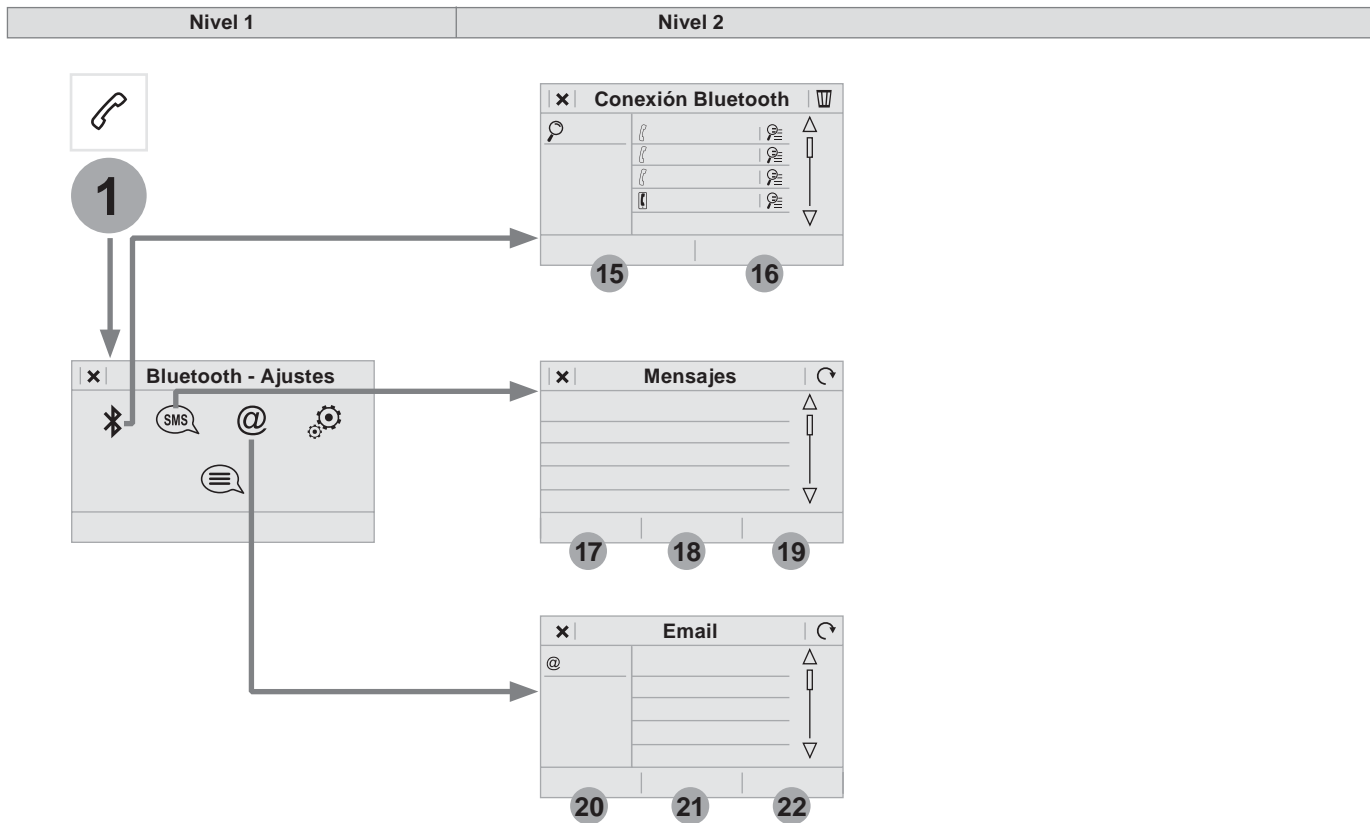 Nivel 1 Nivel 2
Conexión Bluetooth
1
15 16
Bluetooth - Ajustes
SMS @
Mensajes
17 18 19
Email
@
20 21 22